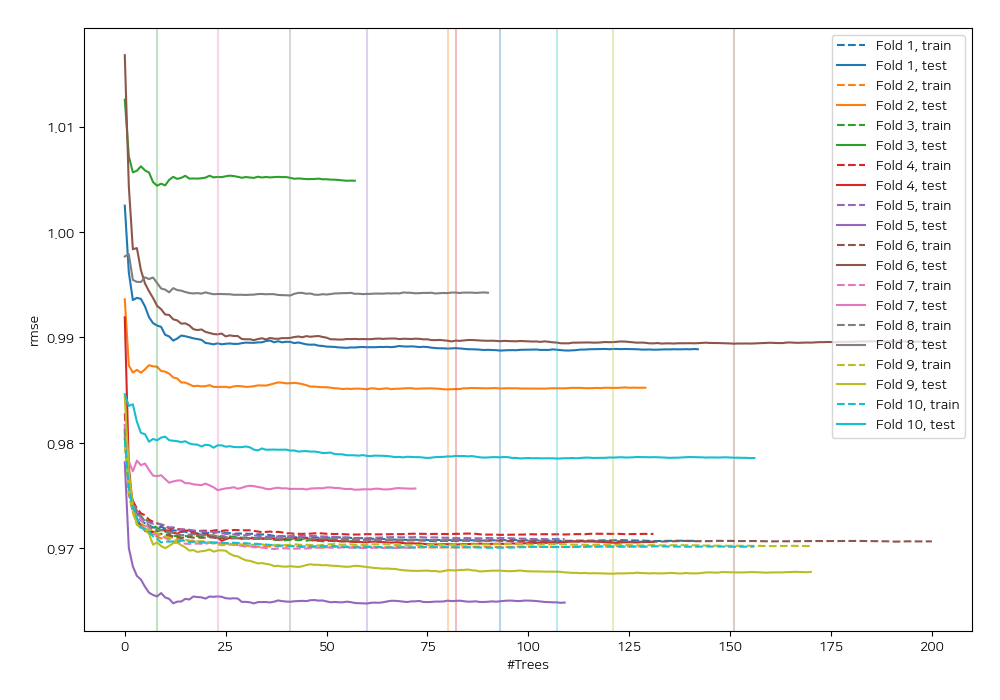 1.01
1.00
0.99
0.98
0.97
rmse
0
25
50
75
100
125
150
175
200
#Trees
Fold 1, train
Fold 1, test
Fold 2, train
Fold 2, test
Fold 3, train
Fold 3, test
Fold 4, train
Fold 4, test
Fold 5, train
Fold 5, test
Fold 6, train
Fold 6, test
Fold 7, train
Fold 7, test
Fold 8, train
Fold 8, test
Fold 9, train
Fold 9, test
Fold 10, train
Fold 10, test